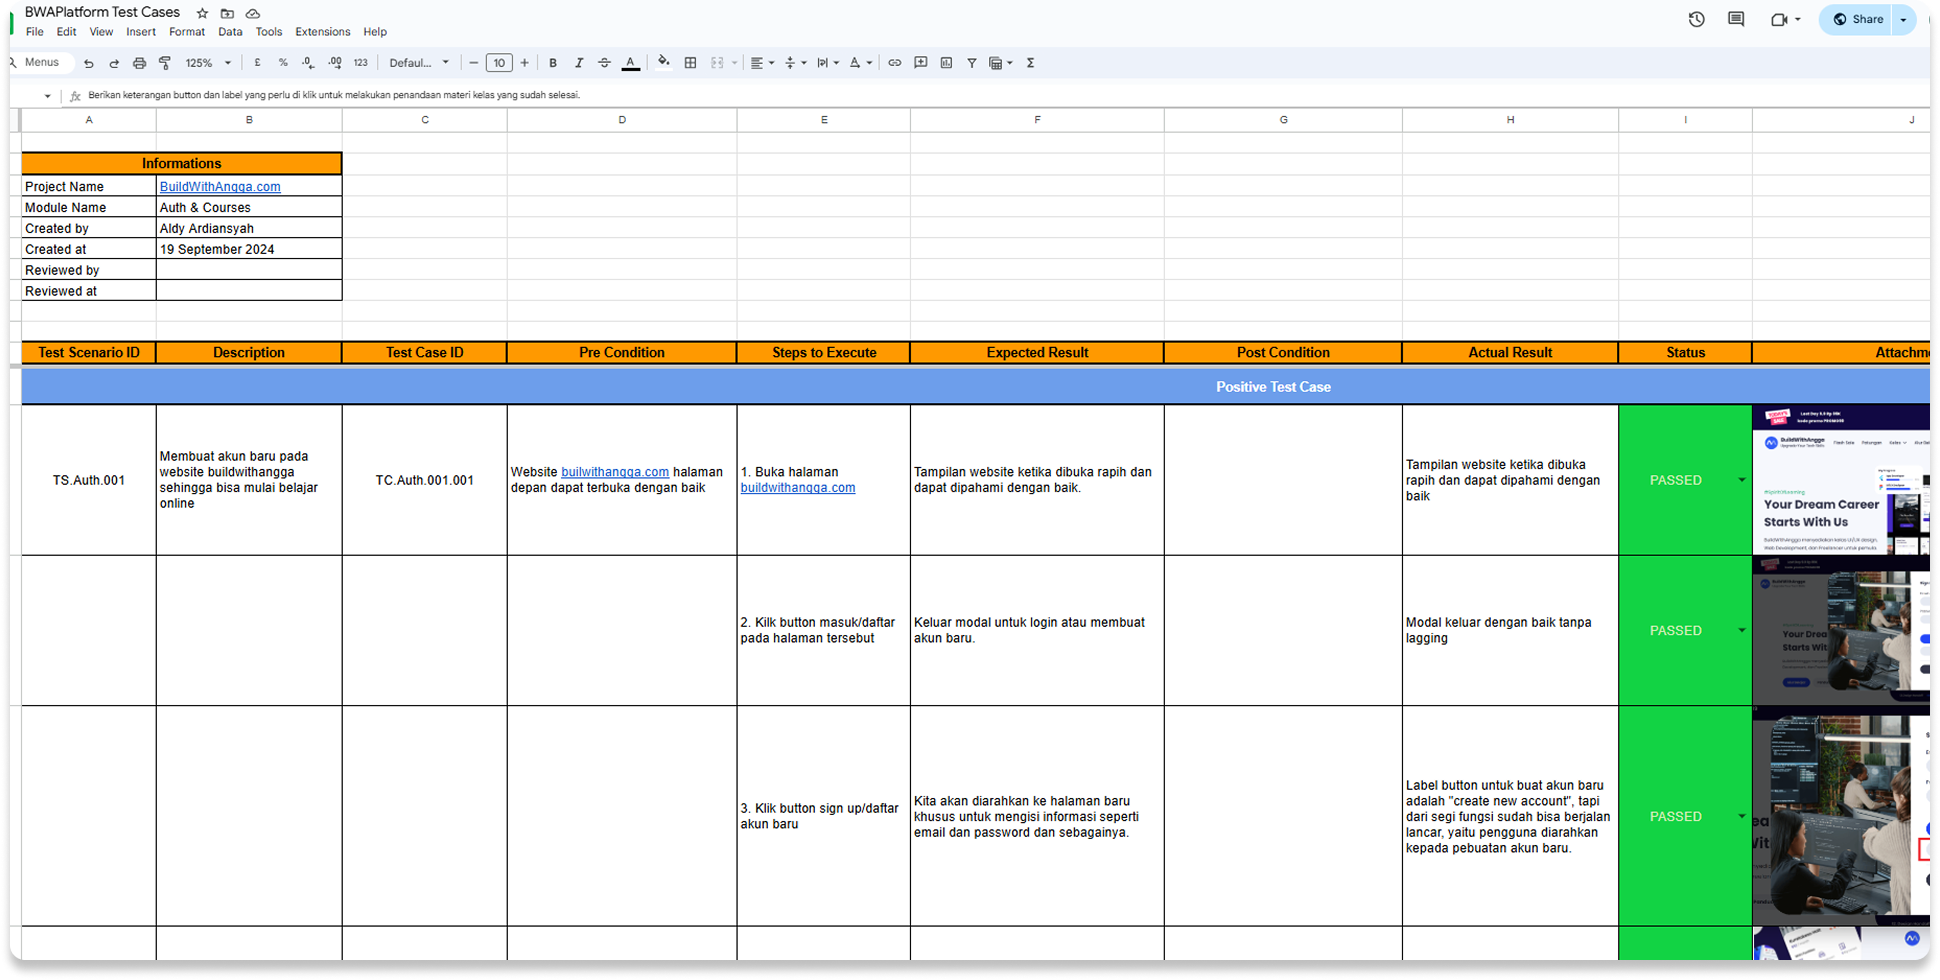 BWAPlatform Test Cases
File Edit View Insert Format Data Tools Extensions Help
Share
Menus 125% £ % .0 .00 123 Defaul... 10 B I A Σ
fx Berikan keterangan button dan label yang perlu di klik untuk melakukan penandaan materi kelas yang sudah selesai.
A B C D E F G H I J
Informations
Project Name BuildWithAngga.com
Module Name Auth & Courses
Created by Aldy Ardiansyah
Created at 19 September 2024
Reviewed by
Reviewed at
Test Scenario ID Description Test Case ID Pre Condition Steps to Execute Expected Result Post Condition Actual Result Status Attachm
Positive Test Case
TS.Auth.001
Membuat akun baru pada
website buildwithangga
sehingga bisa mulai belajar
online
TC.Auth.001.001
Website builwithangga.com halaman
depan dapat terbuka dengan baik
1. Buka halaman
buildwithangga.com
Tampilan website ketika dibuka rapih dan
dapat dipahami dengan baik.
Tampilan website ketika dibuka
rapih dan dapat dipahami dengan
baik
PASSED
BuildWithAngga
Your Dream Career
Starts With Us
2. Kilk button masuk/daftar
pada halaman tersebut
Keluar modal untuk login atau membuat
akun baru.
Modal keluar dengan baik tanpa
lagging
PASSED
Your Drea
Starts Wit
3. Klik button sign up/daftar
akun baru
Kita akan diarahkan ke halaman baru
khusus untuk mengisi informasi seperti
email dan password dan sebagainya.
Label button untuk buat akun baru
adalah "create new account", tapi
dari segi fungsi sudah bisa berjalan
lancar, yaitu pengguna diarahkan
kepada pebuatan akun baru.
PASSED